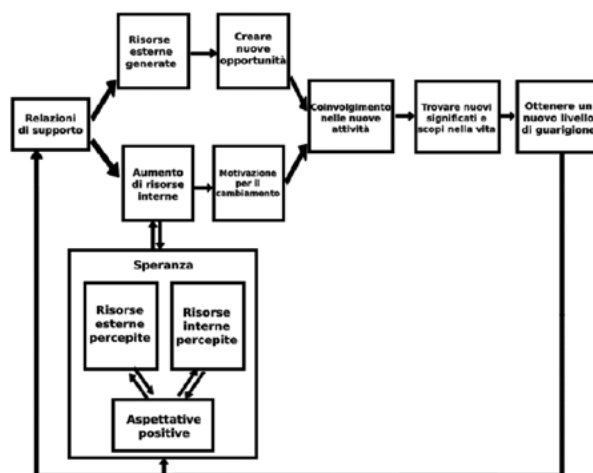 Risorse
esterne
generate
Creare
nuove
opportunità
Relazioni
di supporto
Coinvolgimento
nelle nuove
attività
Trovare nuovi
significati e
scopi nella vita
Ottenere un
nuovo livello
di guarigione
Aumento
di risorse
interne
Motivazione
per il
cambiamento
Speranza
Risorse
esterne
percepite
Risorse
interne
percepite
Aspettative
positive